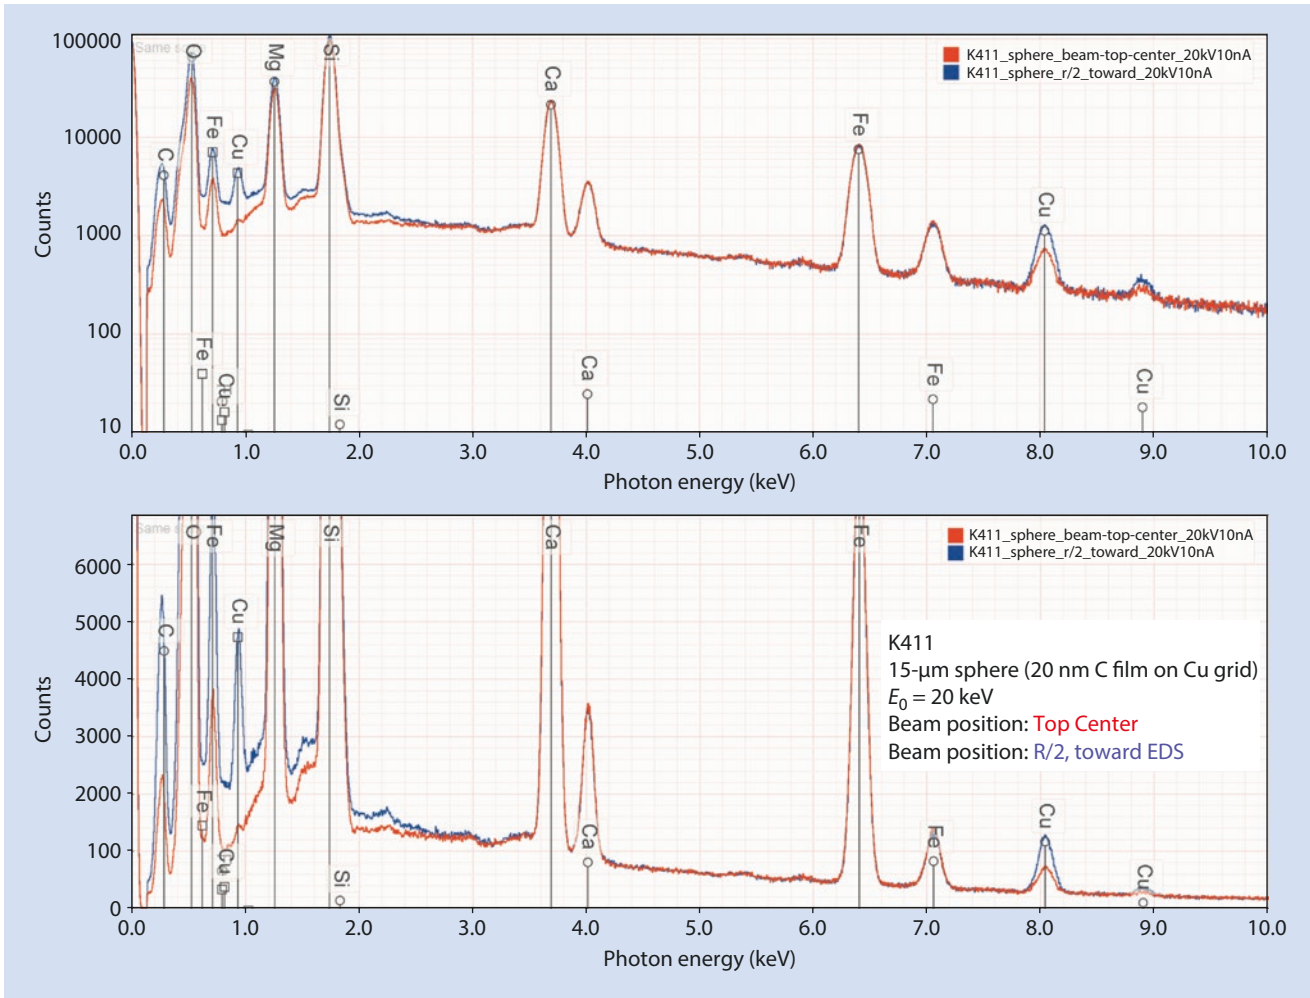 100000
10000
1000
100
10
Counts
Same s
O
Mg
Si
C
Fe
Cu
Fe
Cu
Si
Ca
Ca
Fe
Fe
Cu
Cu
K411_sphere_beam-top-center_20kV10nA
K411_sphere_r/2_toward_20kV10nA
0.0 1.0 2.0 3.0 4.0 5.0 6.0 7.0 8.0 9.0 10.0
Photon energy (keV)
6000
5000
4000
3000
2000
100
0
Counts
Same s
O
Fe
Mg
Si
C
Cu
Fe
Cu
Si
Ca
Ca
Fe
Fe
Cu
Cu
K411_sphere_beam-top-center_20kV10nA
K411_sphere_r/2_toward_20kV10nA
K411
15-µm sphere (20 nm C film on Cu grid)
E0 = 20 keV
Beam position: Top Center
Beam position: R/2, toward EDS
0.0 1.0 2.0 3.0 4.0 5.0 6.0 7.0 8.0 9.0 10.0
Photon energy (keV)